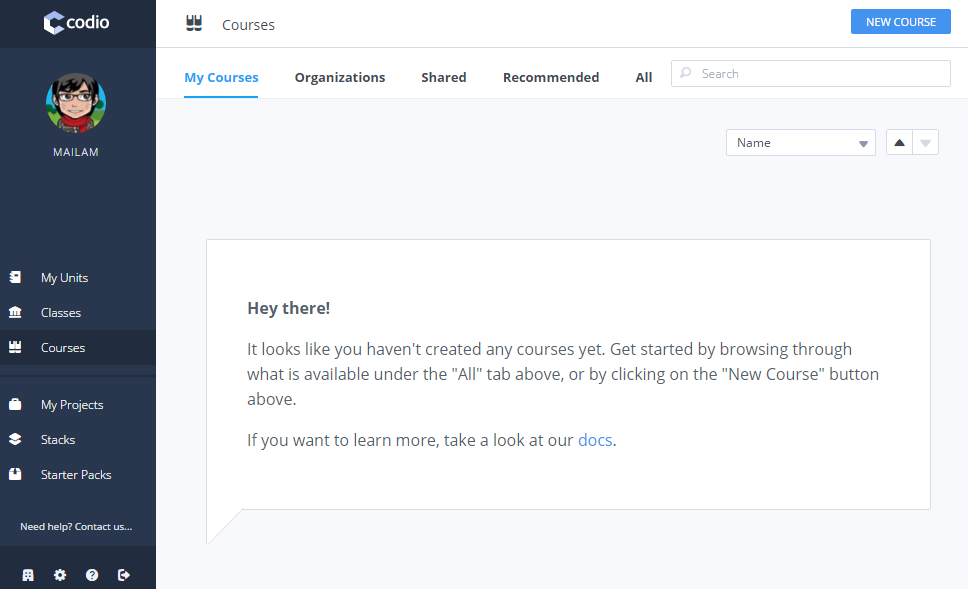 codio
MAILAM
My Units
Classes
Courses
My Projects
Stacks
Starter Packs
Need help? Contact us...
Courses
NEW COURSE
My Courses
Organizations
Shared
Recommended
All
Search
Name
Hey there!
It looks like you haven't created any courses yet. Get started by browsing through
what is available under the "All" tab above, or by clicking on the "New Course" button
above.
If you want to learn more, take a look at our docs.